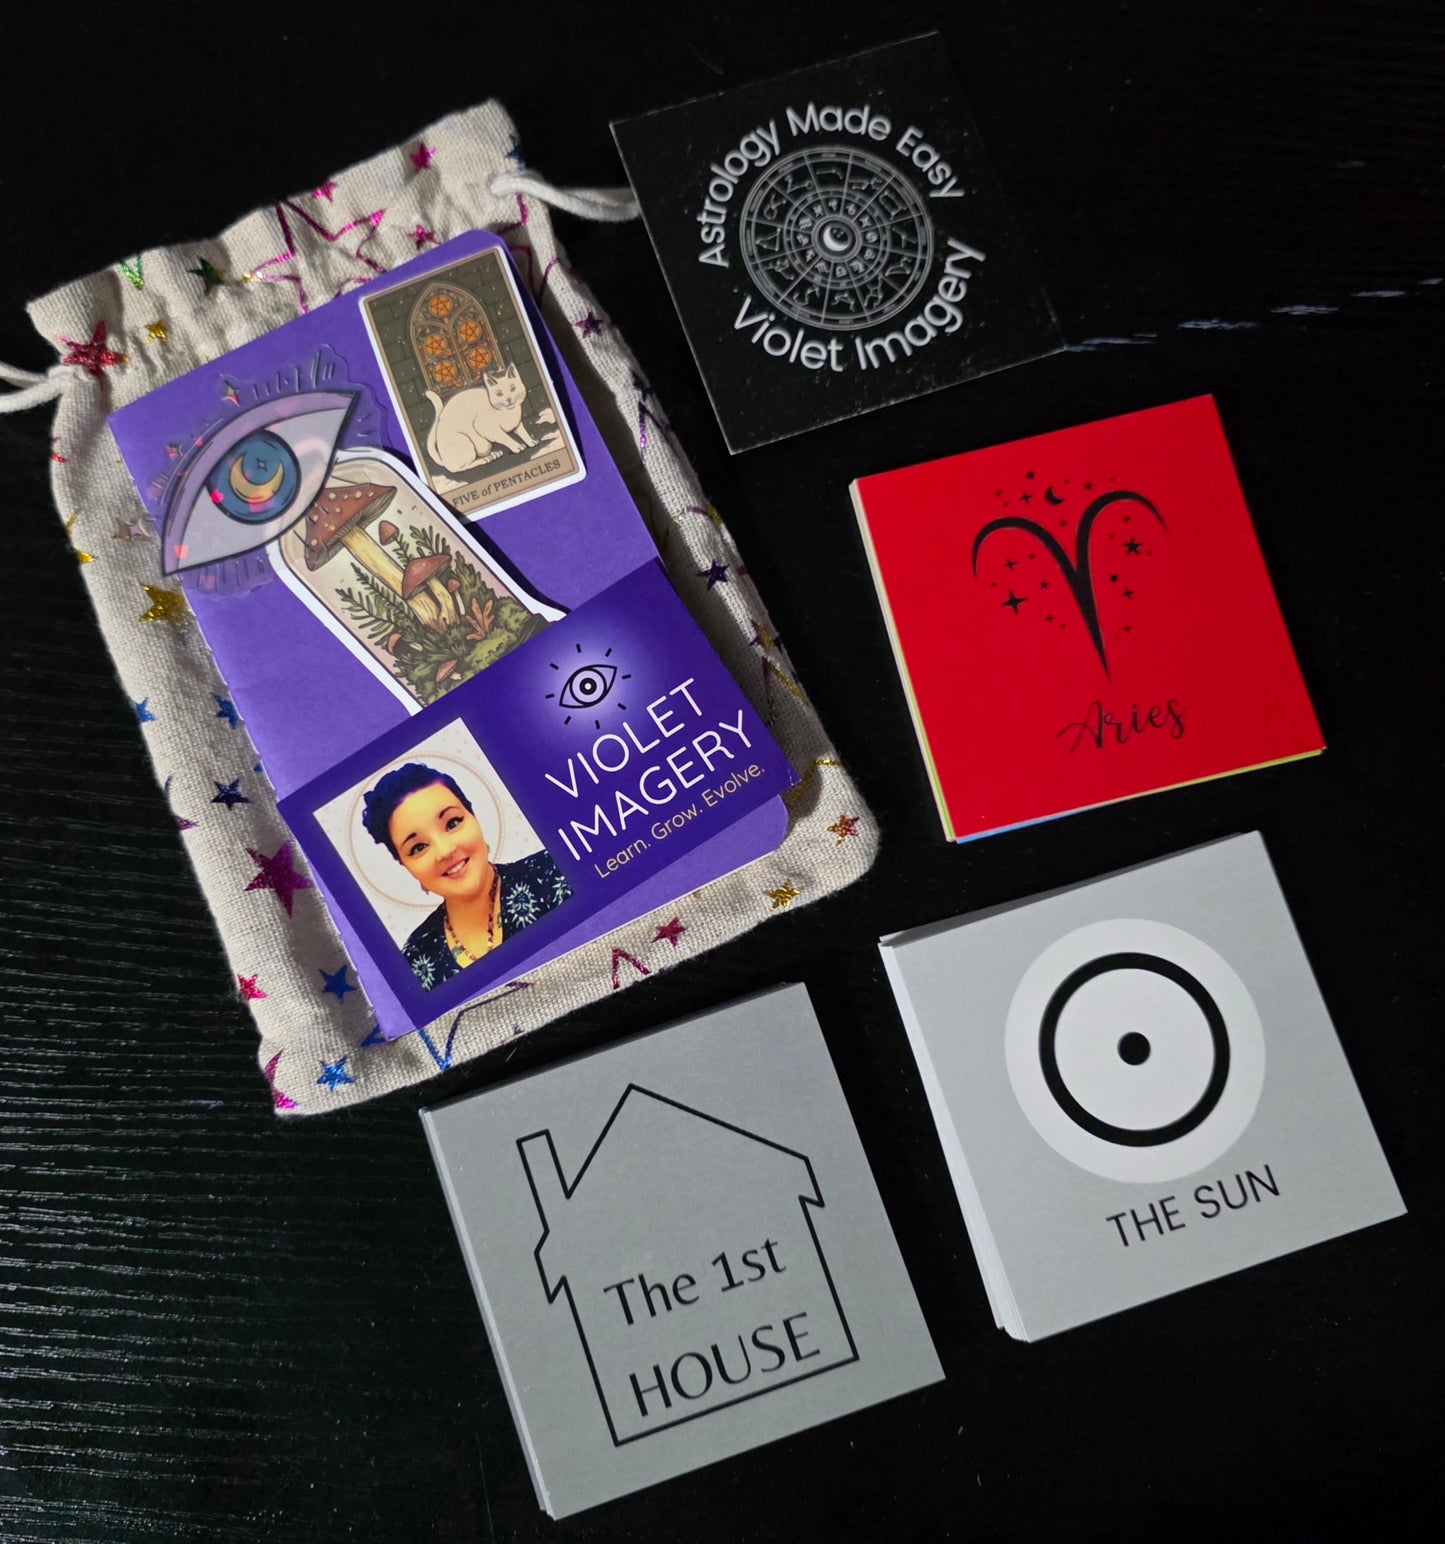 Astrology Made Easy
Violet Imagery
FIVE of PENTACLES
VIOLET
IMAGERY
Learn. Grow. Evolve.
Aries
THE SUN
The 1st
HOUSE